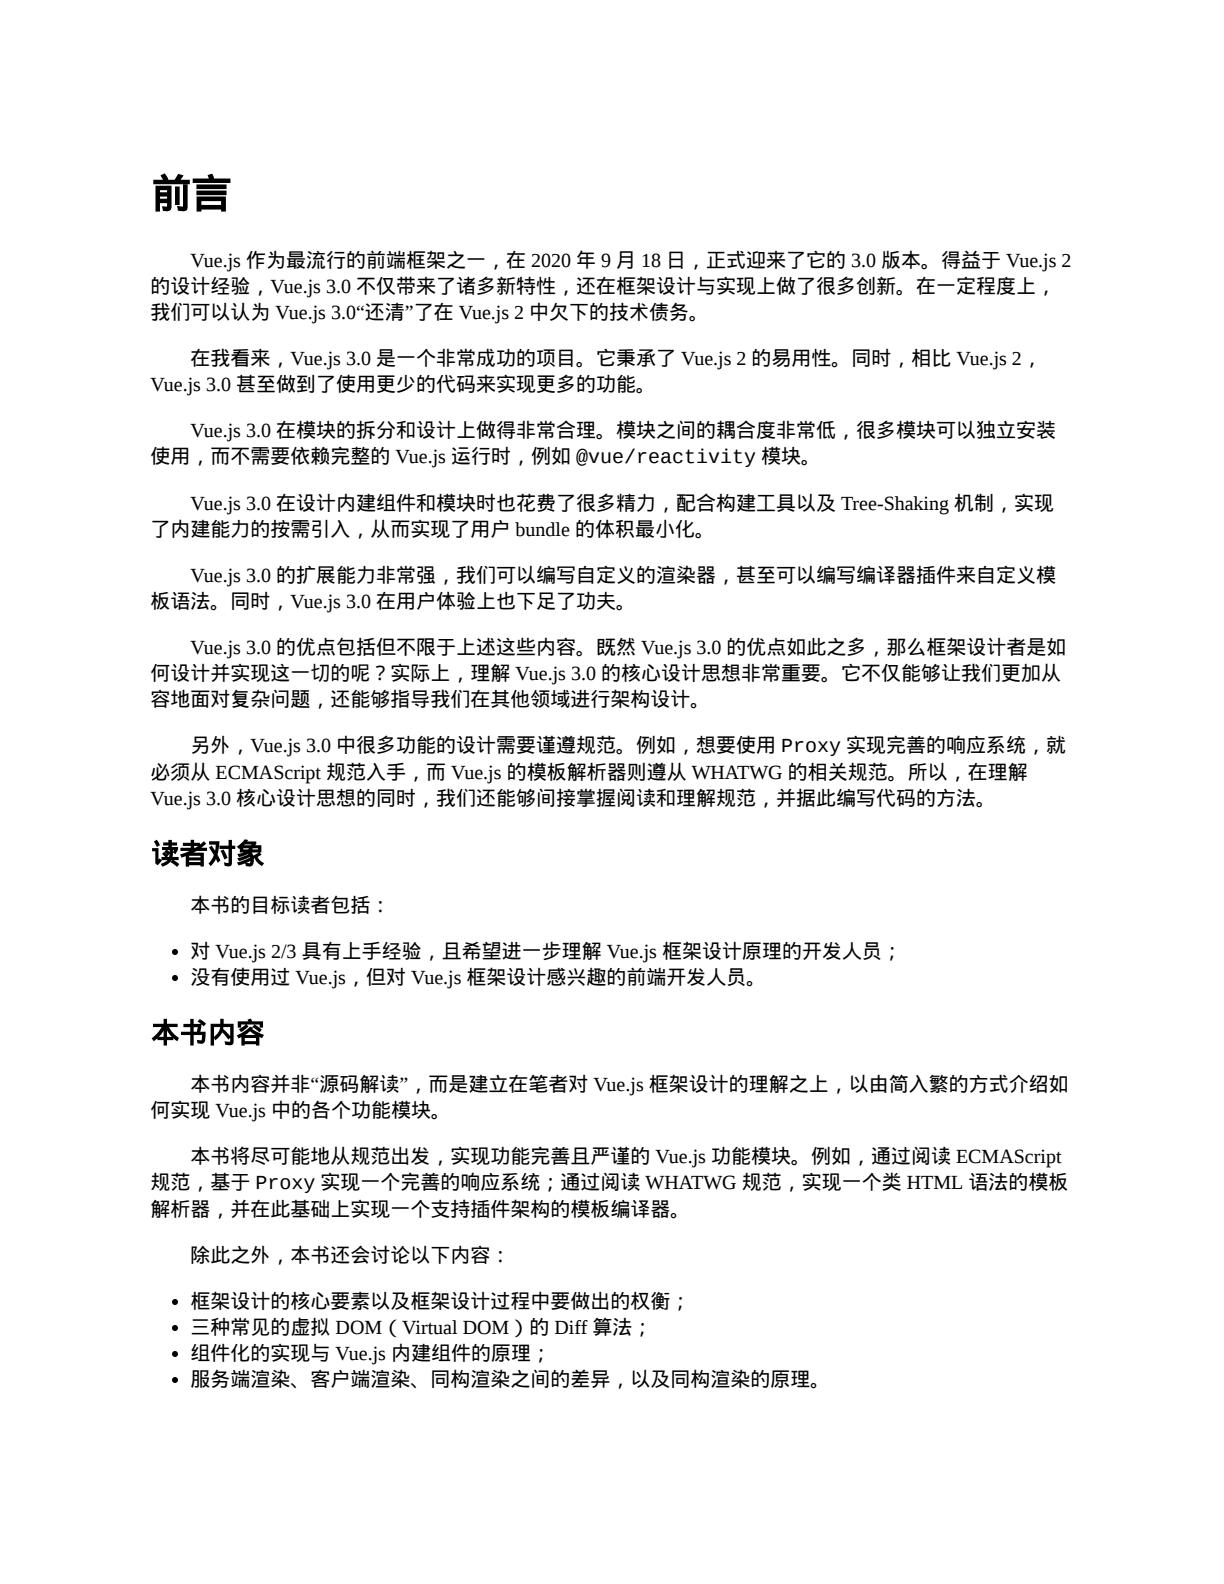 前言
Vue.js 作为最流行的前端框架之一，在 2020 年 9 月 18 日，正式迎来了它的 3.0 版本。得益于 Vue.js 2
的设计经验，Vue.js 3.0 不仅带来了诸多新特性，还在框架设计与实现上做了很多创新。在一定程度上，
我们可以认为 Vue.js 3.0“还清”了在 Vue.js 2 中欠下的技术债务。
在我看来，Vue.js 3.0 是一个非常成功的项目。它秉承了 Vue.js 2 的易用性。同时，相比 Vue.js 2，
Vue.js 3.0 甚至做到了使用更少的代码来实现更多的功能。
Vue.js 3.0 在模块的拆分和设计上做得非常合理。模块之间的耦合度非常低，很多模块可以独立安装
使用，而不需要依赖完整的 Vue.js 运行时，例如 @vue/reactivity 模块。
Vue.js 3.0 在设计内建组件和模块时也花费了很多精力，配合构建工具以及 Tree-Shaking 机制，实现
了内建能力的按需引入，从而实现了用户 bundle 的体积最小化。
Vue.js 3.0 的扩展能力非常强，我们可以编写自定义的渲染器，甚至可以编写编译器插件来自定义模
板语法。同时，Vue.js 3.0 在用户体验上也下足了功夫。
Vue.js 3.0 的优点包括但不限于上述这些内容。既然 Vue.js 3.0 的优点如此之多，那么框架设计者是如
何设计并实现这一切的呢？实际上，理解 Vue.js 3.0 的核心设计思想非常重要。它不仅能够让我们更加从
容地面对复杂问题，还能够指导我们在其他领域进行架构设计。
另外，Vue.js 3.0 中很多功能的设计需要谨遵规范。例如，想要使用 Proxy 实现完善的响应系统，就
必须从 ECMAScript 规范入手，而 Vue.js 的模板解析器则遵从 WHATWG 的相关规范。所以，在理解
Vue.js 3.0 核心设计思想的同时，我们还能够间接掌握阅读和理解规范，并据此编写代码的方法。
读者对象
本书的目标读者包括：
• 对 Vue.js 2/3 具有上手经验，且希望进一步理解 Vue.js 框架设计原理的开发人员；
• 没有使用过 Vue.js，但对 Vue.js 框架设计感兴趣的前端开发人员。
本书内容
本书内容并非“源码解读”，而是建立在笔者对 Vue.js 框架设计的理解之上，以由简入繁的方式介绍如
何实现 Vue.js 中的各个功能模块。
本书将尽可能地从规范出发，实现功能完善且严谨的 Vue.js 功能模块。例如，通过阅读 ECMAScript
规范，基于 Proxy 实现一个完善的响应系统；通过阅读 WHATWG 规范，实现一个类 HTML 语法的模板
解析器，并在此基础上实现一个支持插件架构的模板编译器。
除此之外，本书还会讨论以下内容：
• 框架设计的核心要素以及框架设计过程中要做出的权衡；
• 三种常见的虚拟 DOM（Virtual DOM）的 Diff 算法；
• 组件化的实现与 Vue.js 内建组件的原理；
• 服务端渲染、客户端渲染、同构渲染之间的差异，以及同构渲染的原理。